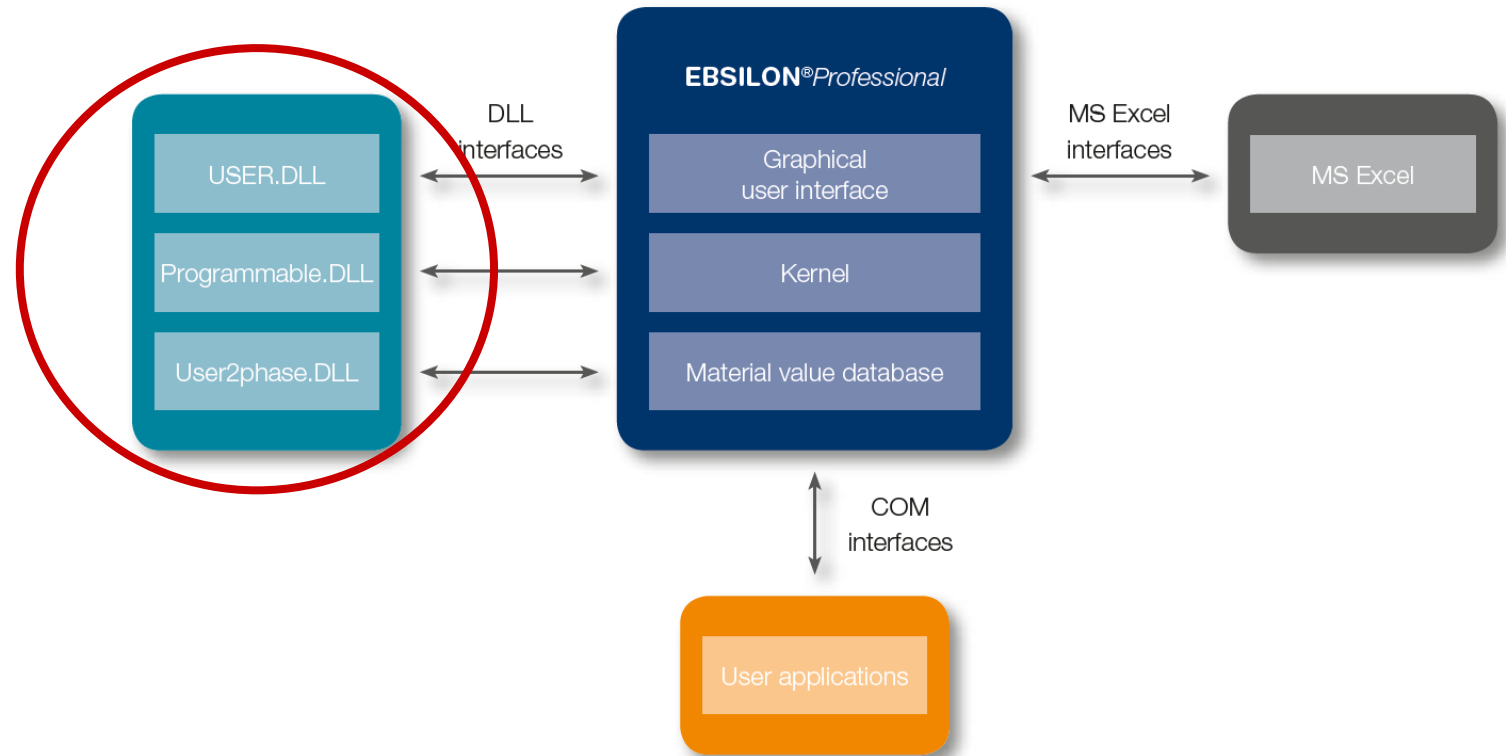 EBSILON®Professional
DLL
interfaces
MS Excel
interfaces
USER.DLL
Graphical
user interface
MS Excel
Programmable.DLL
Kernel
User2phase.DLL
Material value database
COM
interfaces
User applications